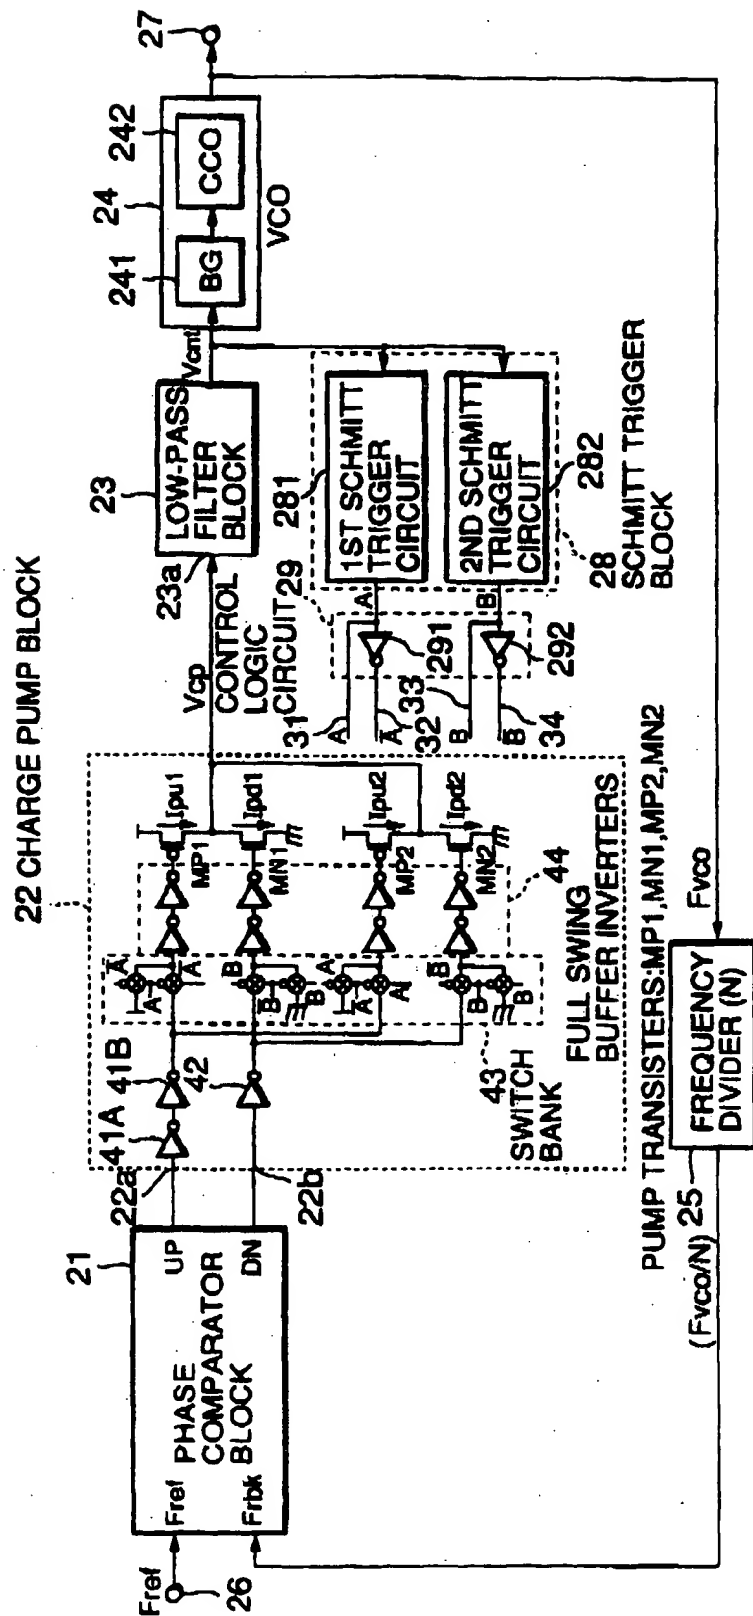 22 CHARGE PUMP BLOCK
21
PHASE
COMPARATOR
BLOCK
Fref
Frbk
UP
DN
Fref
26
22a
22b
41A
41B
42
A
A
A
B
B
B
A
A
A
B
B
B
43
SWITCH
BANK
FULL SWING
BUFFER INVERTERS
44
MP1
MN1
MP2
MN2
Ipu1
Ipd1
Ipu2
Ipd2
Vcp
CONTROL
LOGIC
CIRCUIT 29
31
A
A
32
33
B
B
34
A
B
291
292
23
23a
LOW-PASS
FILTER
BLOCK
Vcnt
281
1ST SCHMITT
TRIGGER
CIRCUIT
2ND SCHMITT
TRIGGER
CIRCUIT
282
28
SCHMITT TRIGGER
BLOCK
24
241
242
BG
CCO
VCO
27
PUMP TRANSISTERS:MP1,MN1,MP2,MN2
25
(Fvco/N)
FREQUENCY
DIVIDER (N)
Fvco